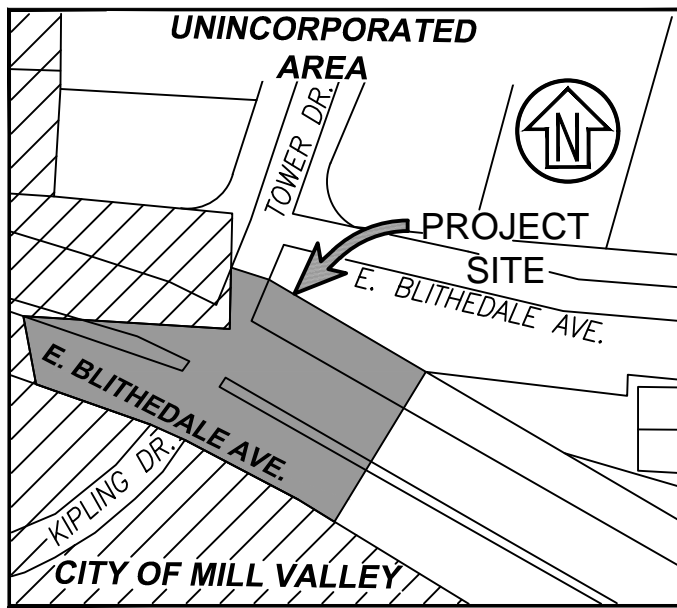 UNINCORPORATED
AREA
TOWER DR.
N
PROJECT
SITE
E. BLITHEDALE AVE.
E. BLITHEDALE AVE.
KIPLING DR.
CITY OF MILL VALLEY